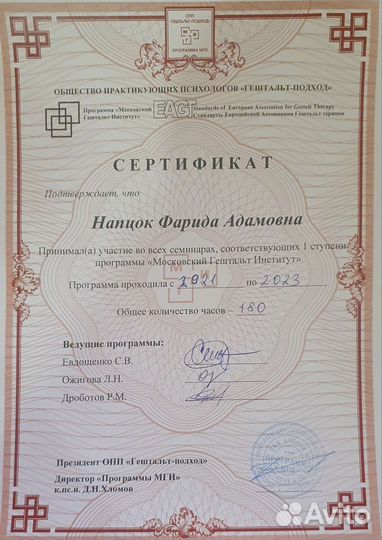 ОПП
«ГЕШТАЛЬТ-ПОДХОД»
М Г И
ПРОГРАММА МГИ
ОБЩЕСТВО ПРАКТИКУЮЩИХ ПСИХОЛОГОВ «ГЕШТАЛЬТ-ПОДХОД»
Программа «Московский Гештальт Институт»
EAGT
Standards of European Association for Gestalt Therapy
Стандарты Европейской Ассоциации Гештальт терапии
СЕРТИФИКАТ
Подтверждает, что
Напцок Фарида Адамовна
Принимал(а) участие во всех семинарах, соответствующих 1 ступени
программы «Московский Гештальт Институт»
Программа проходила с 2021 по 2023
Общее количество часов – 180
Ведущие программы:
Евдощенко С.В.
Ожигова Л.Н.
Дроботов Р.М.
Президент ОПП «Гештальт-подход»
Директор «Программы МГИ»
к.пс.н. Д.Н.Хломов
ПРОГРАММА
МГИ
Avito